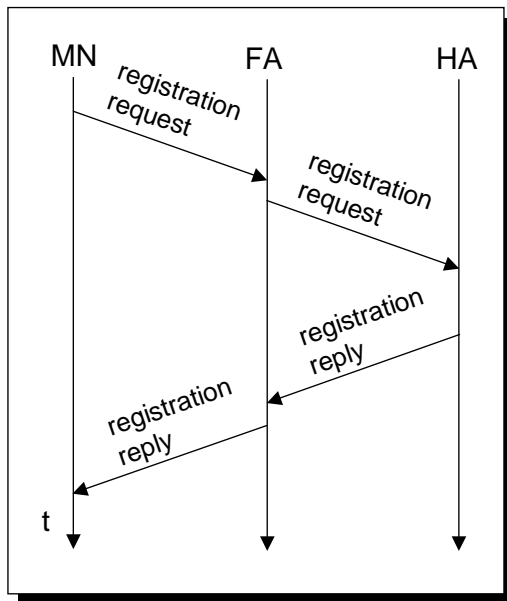 MN FA HA
registration
request
registration
request
registration
reply
registration
reply
t